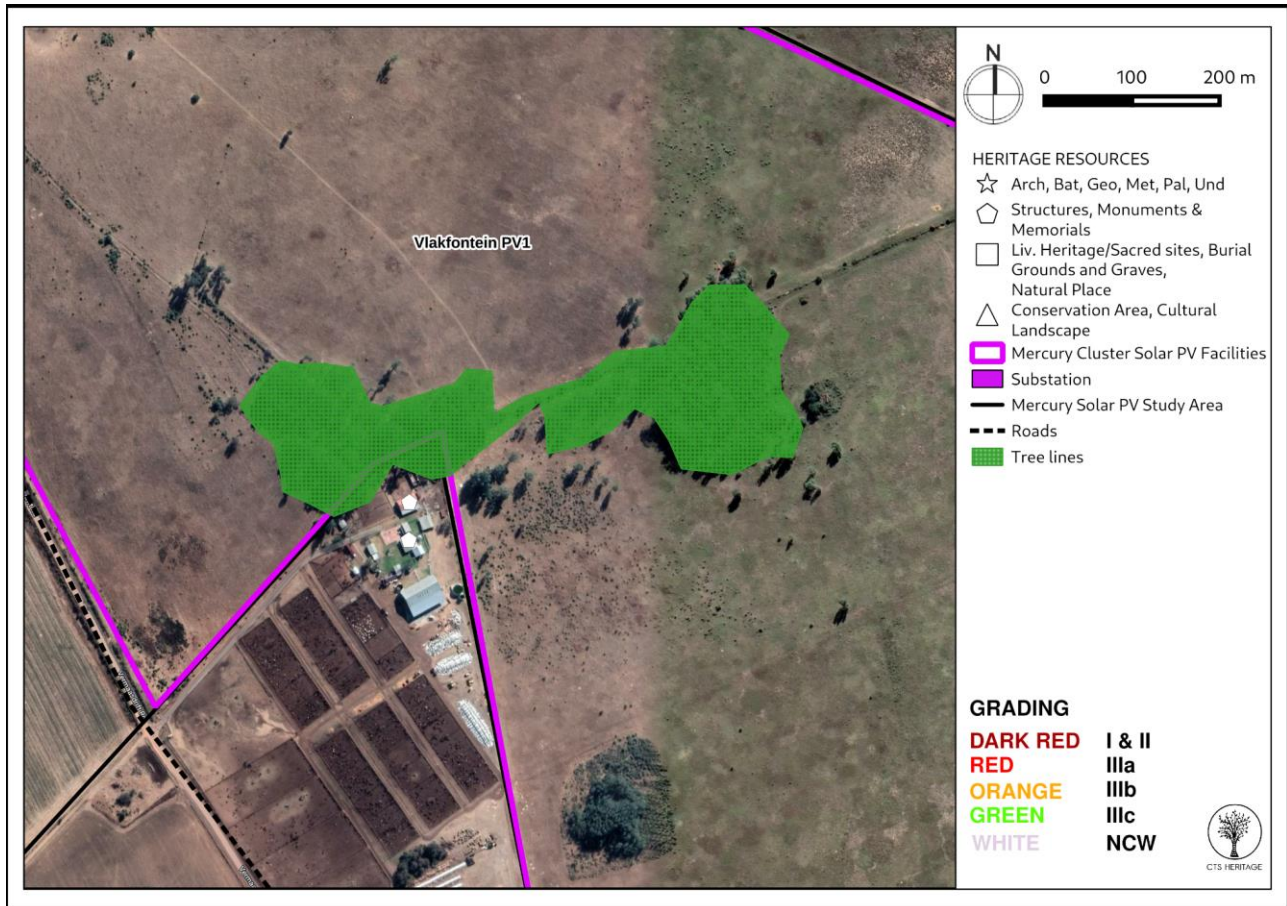 Vlakfontein PV1
N
0 100 200 m
HERITAGE RESOURCES
Arch, Bat, Geo, Met, Pal, Und
Structures, Monuments &
Memorials
Liv. Heritage/Sacred sites, Burial
Grounds and Graves,
Natural Place
Conservation Area, Cultural
Landscape
Mercury Cluster Solar PV Facilities
Substation
Mercury Solar PV Study Area
Roads
Tree lines
GRADING
DARK RED I & II
RED IIIa
ORANGE IIIb
GREEN IIIc
WHITE NCW
CTS HERITAGE